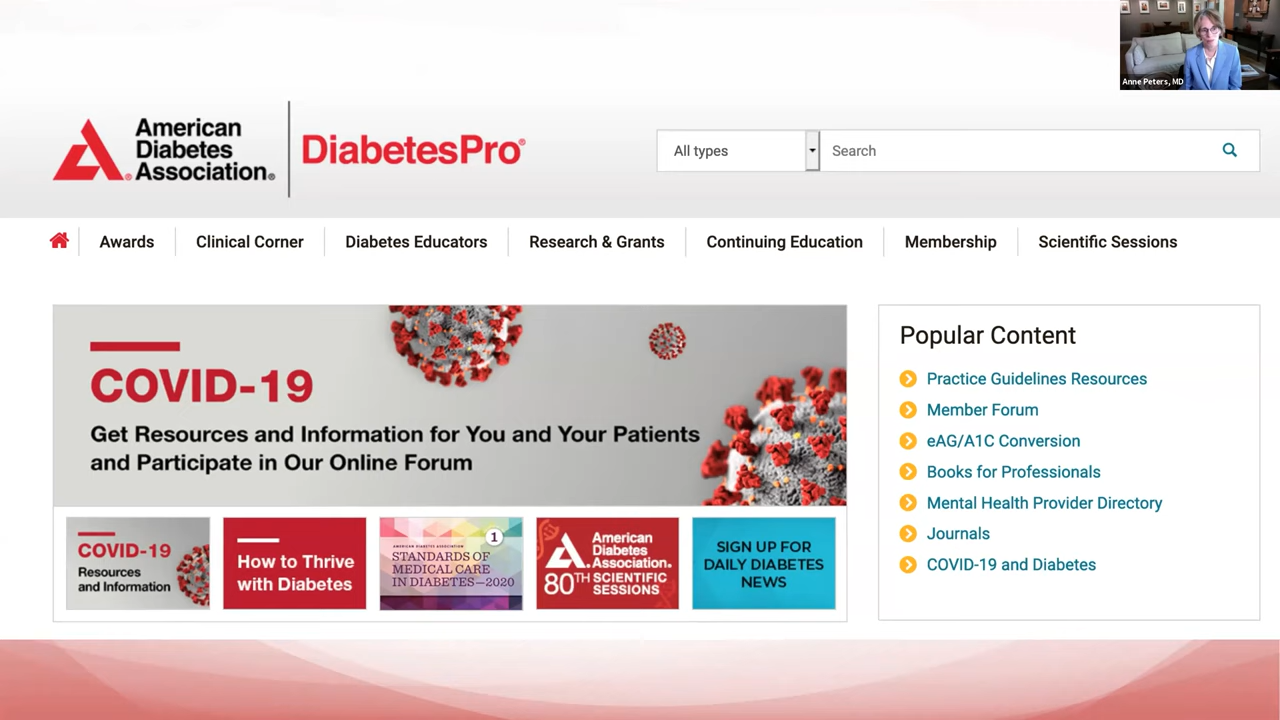 Anne Peters, MD
American
Diabetes
Association®
DiabetesPro®
All types
Search
Awards
Clinical Corner
Diabetes Educators
Research & Grants
Continuing Education
Membership
Scientific Sessions
COVID-19
Get Resources and Information for You and Your Patients
and Participate in Our Online Forum
Popular Content
Practice Guidelines Resources
Member Forum
eAG/A1C Conversion
Books for Professionals
Mental Health Provider Directory
Journals
COVID-19 and Diabetes
COVID-19
Resources
and Information
How to Thrive
with Diabetes
1
AMERICAN DIABETES ASSOCIATION
STANDARDS OF
MEDICAL CARE
IN DIABETES—2020
American
Diabetes
Association®
80TH SCIENTIFIC
SESSIONS
SIGN UP FOR
DAILY DIABETES
NEWS